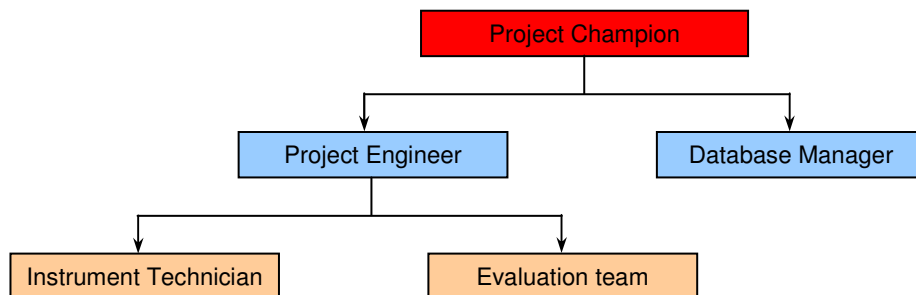 Project Champion
Project Engineer
Database Manager
Instrument Technician
Evaluation team